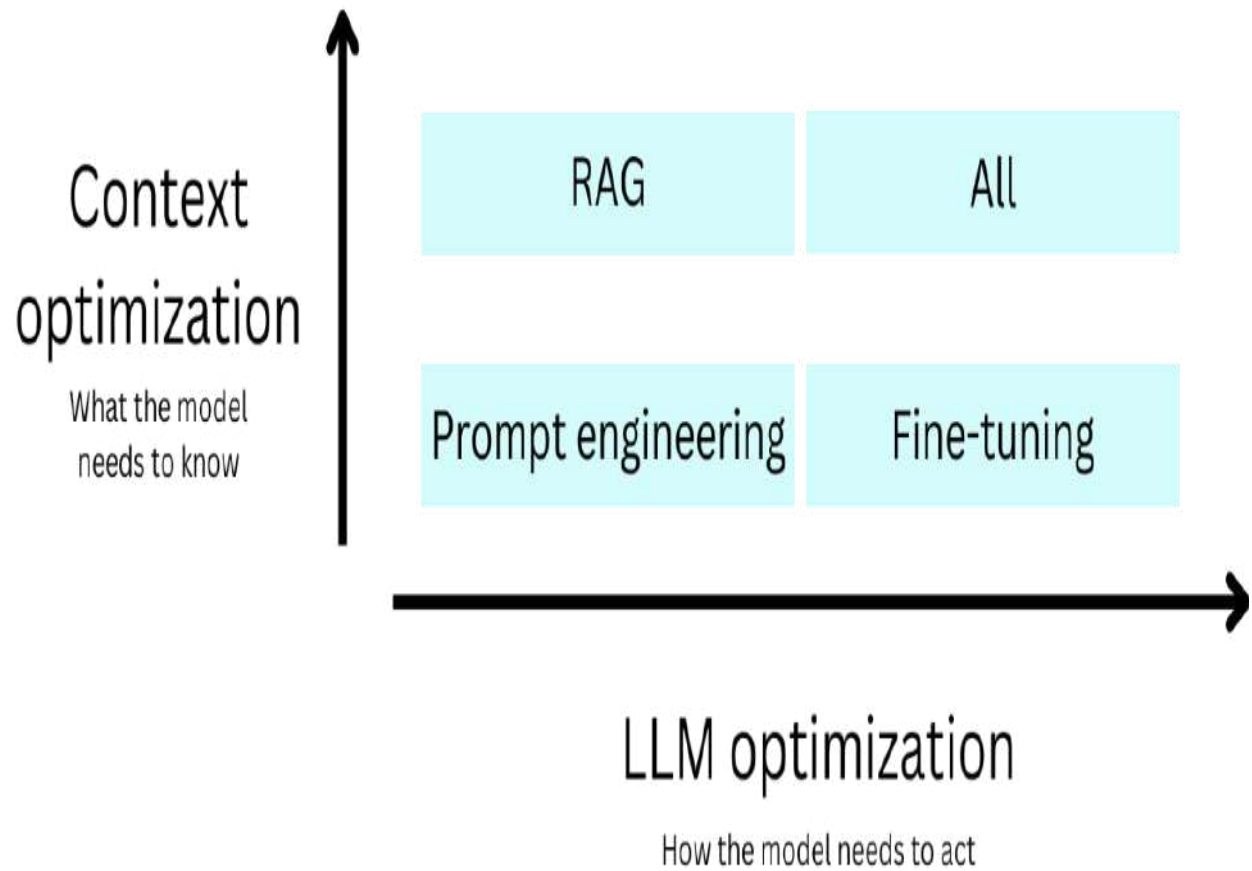 Context
optimization
What the model
needs to know
RAG
All
Prompt engineering
Fine-tuning
LLM optimization
How the model needs to act